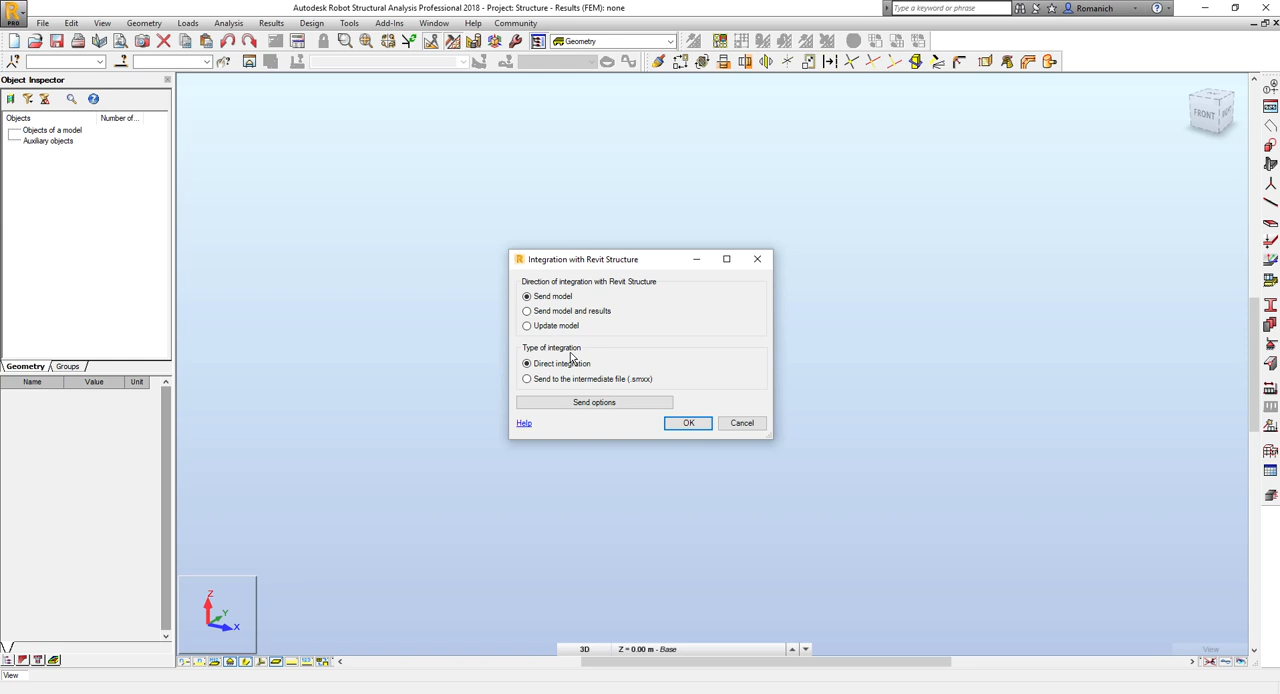 Autodesk Robot Structural Analysis Professional 2018 - Project: Structure - Results (FEM): none
Type a keyword or phrase
Romanich
PRO
File Edit View Geometry Loads Analysis Results Design Tools Add-Ins Window Help Community
Geometry
Object Inspector
Objects Number of...
Objects of a model
Auxiliary objects
Geometry Groups
Name Value Unit
FRONT
Integration with Revit Structure
Direction of integration with Revit Structure
Send model
Send model and results
Update model
Type of integration
Direct integration
Send to the intermediate file (.smxx)
Send options
Help OK Cancel
Z
Y
X
3D Z = 0.00 m - Base
View
View